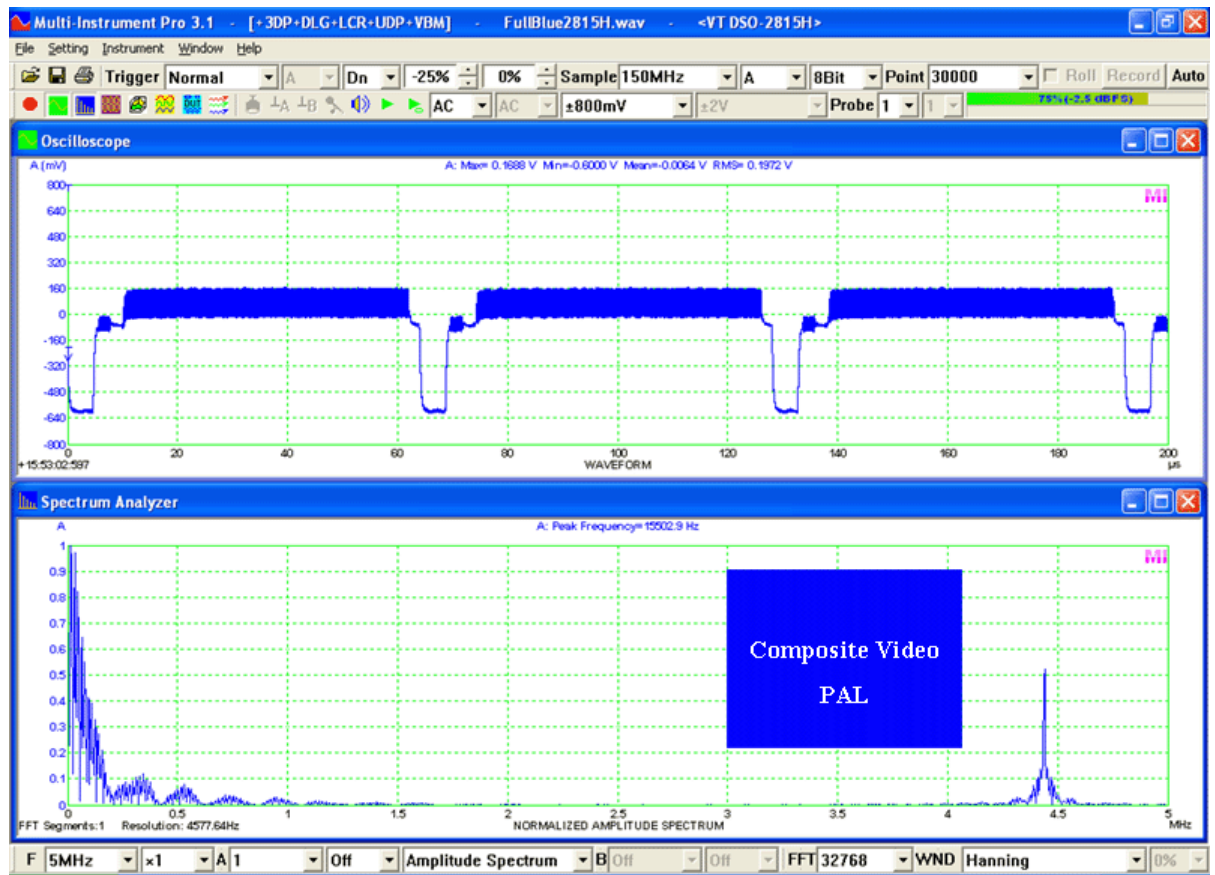 Multi-Instrument Pro 3.1 - [+3DP+DLG+LCR+UDP+VBM] - FullBlue2815H.wav - <VT DSO-2815H>
File Setting Instrument Window Help
Trigger Normal A Dn -25% 0% Sample 150MHz A 8Bit Point 30000 Roll Record Auto
DUT A B AC AC ±800mV ±2V Probe 1 1 75%(-2.5 dBFS)
Oscilloscope
A (mV) A: Max= 0.1688 V Min=-0.6000 V Mean=-0.0064 V RMS= 0.1972 V
800
MI
640
480
320
160
0
-160
-320
-480
-640
-800
0 20 40 60 80 100 120 140 160 180 200
+15:53:02:597 WAVEFORM µs
Spectrum Analyzer
A A: Peak Frequency=15502.9 Hz
1
MI
0.9
0.8
0.7
0.6
Composite Video
0.5
0.4
PAL
0.3
0.2
0.1
0
0 0.5 1 1.5 2 2.5 3 3.5 4 4.5 5
FFT Segments:1 Resolution: 4577.64Hz NORMALIZED AMPLITUDE SPECTRUM MHz
F 5MHz ×1 A 1 Off Amplitude Spectrum B Off Off FFT 32768 WND Hanning 0%